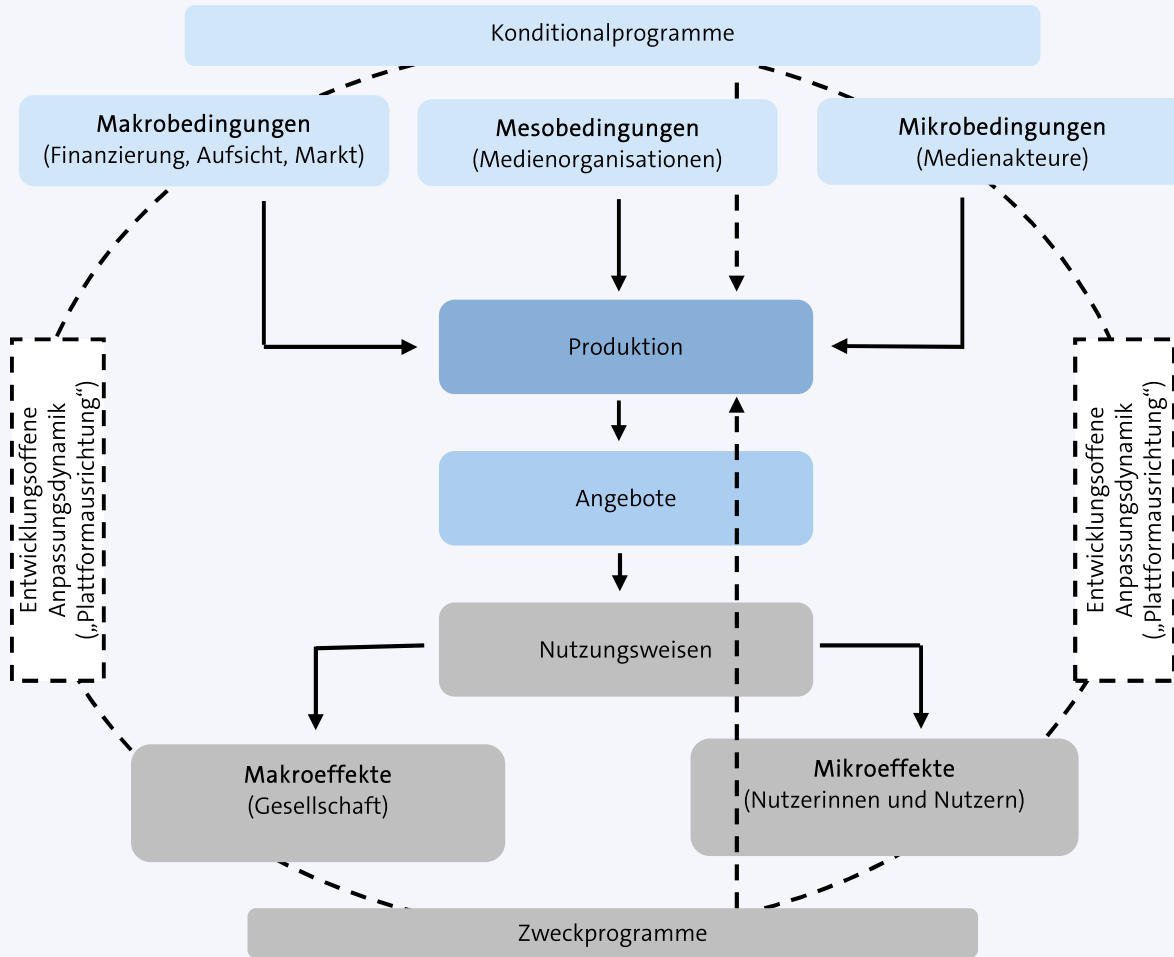 Konditionalprogramme
Makrobedingungen
(Finanzierung, Aufsicht, Markt)
Mesobedingungen
(Medienorganisationen)
Mikrobedingungen
(Medienakteure)
Produktion
Entwicklungsoffene
Anpassungsdynamik
(„Plattformausrichtung“)
Entwicklungsoffene
Anpassungsdynamik
(„Plattformausrichtung“)
Angebote
Nutzungsweisen
Makroeffekte
(Gesellschaft)
Mikroeffekte
(Nutzerinnen und Nutzern)
Zweckprogramme